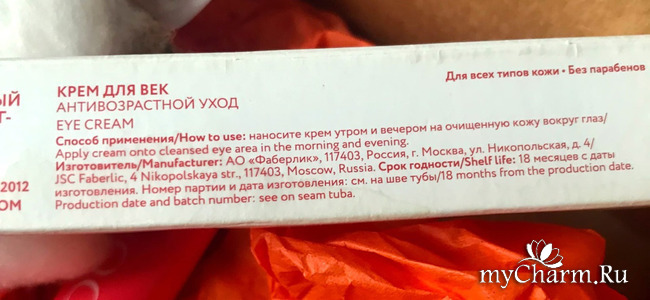 ЫЙ
Т-
2012
ОМ
КРЕМ ДЛЯ ВЕК
АНТИВОЗРАСТНОЙ УХОД
EYE CREAM
Для всех типов кожи • Без парабенов
Способ применения/How to use: наносите крем утром и вечером на очищенную кожу вокруг глаз/
Apply cream onto cleansed eye area in the morning and evening.
Изготовитель/Manufacturer: АО «Фаберлик», 117403, Россия, г. Москва, ул. Никопольская, д. 4/
JSC Faberlic, 4 Nikopolskaya str., 117403, Moscow, Russia. Срок годности/Shelf life: 18 месяцев с даты
изготовления. Номер партии и дата изготовления: см. на шве тубы/18 months from the production date.
Production date and batch number: see on seam tuba.
myCharm.Ru